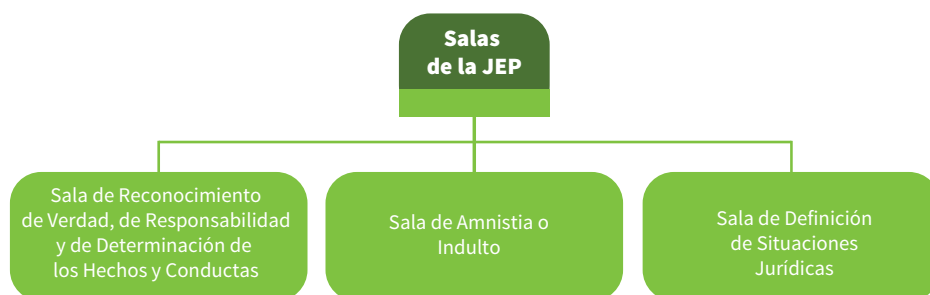 Salas
de la JEP
Sala de Reconocimiento
de Verdad, de Responsabilidad
y de Determinación de
los Hechos y Conductas
Sala de Amnistia o
Indulto
Sala de Definición
de Situaciones
Jurídicas